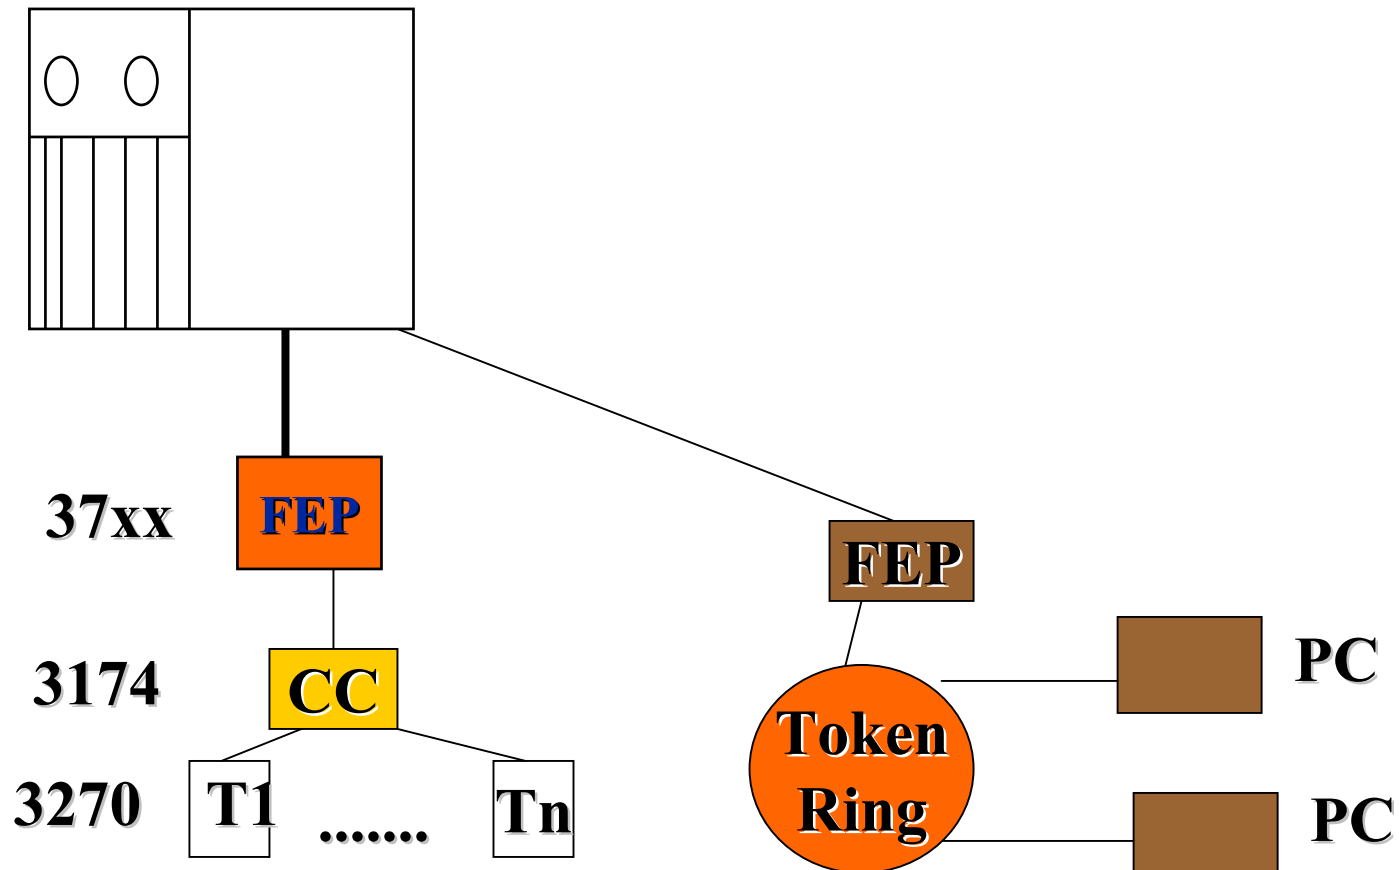 37xx
FEP
FEP
3174
CC
PC
Token
Ring
3270
T1
.......
Tn
PC